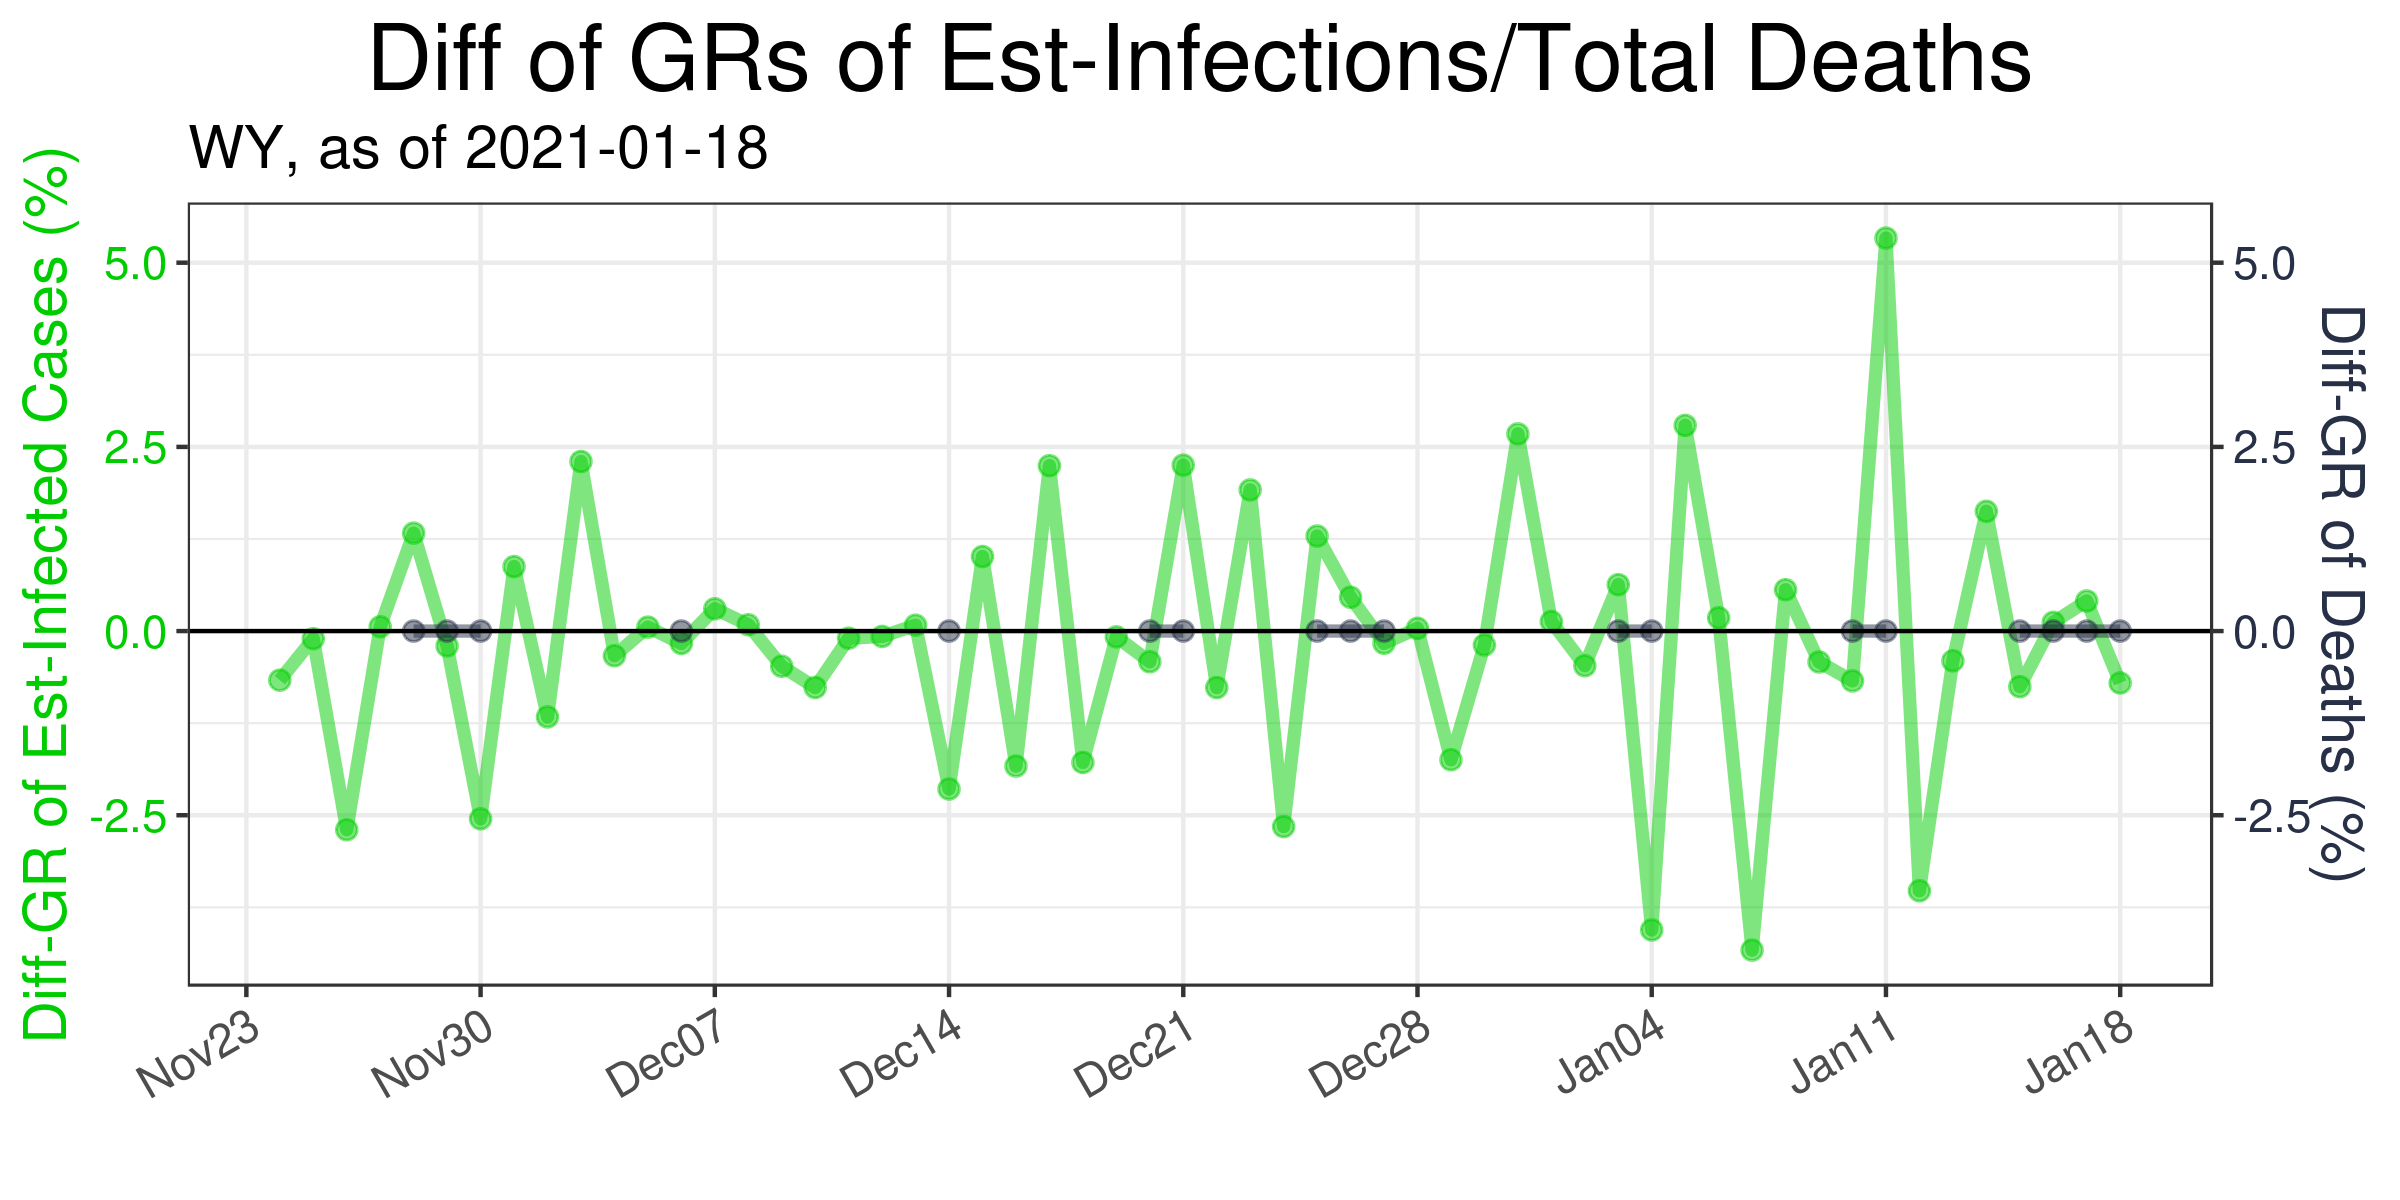 Diff of GRs of Est-Infections/Total Deaths
WY, as of 2021-01-18
Diff-GR of Est-Infected Cases (%)
5.0
2.5
0.0
-2.5
5.0
2.5
0.0
-2.5
Diff-GR of Deaths (%)
Nov23
Nov30
Dec07
Dec14
Dec21
Dec28
Jan04
Jan11
Jan18